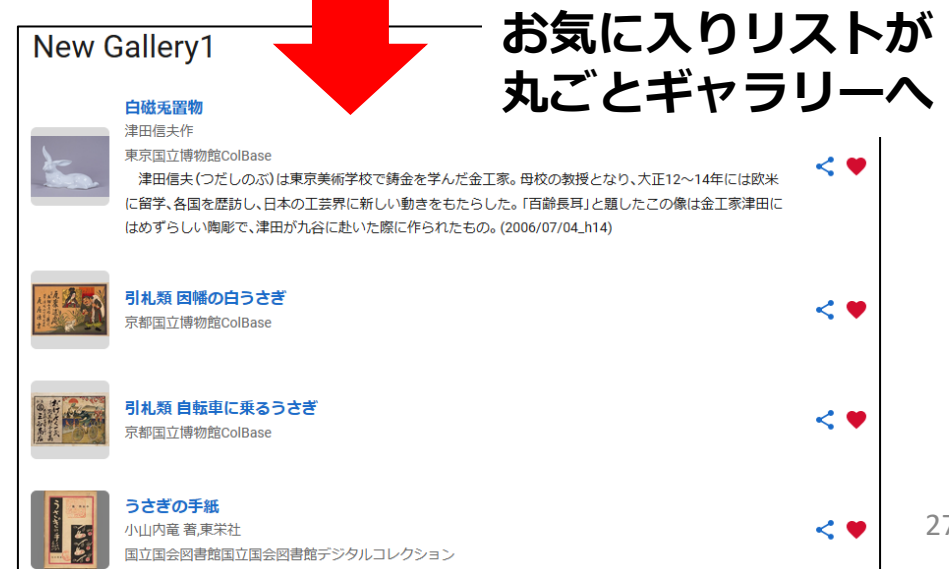 お気に入りリストが
丸ごとギャラリーへ
New Gallery1
白磁兎置物
津田信夫作
東京国立博物館ColBase
津田信夫(つだしのぶ)は東京美術学校で鋳金を学んだ金工家。母校の教授となり、大正12～14年には欧米
に留学、各国を歴訪し、日本の工芸界に新しい動きをもたらした。「百齢長耳」と題したこの像は金工家津田に
はめずらしい陶彫で、津田が九谷に赴いた際に作られたもの。(2006/07/04_h14)
引札類 因幡の白うさぎ
京都国立博物館ColBase
引札類 自転車に乗るうさぎ
京都国立博物館ColBase
うさぎの手紙
小山内竜 著,東栄社
国立国会図書館国立国会図書館デジタルコレクション
27